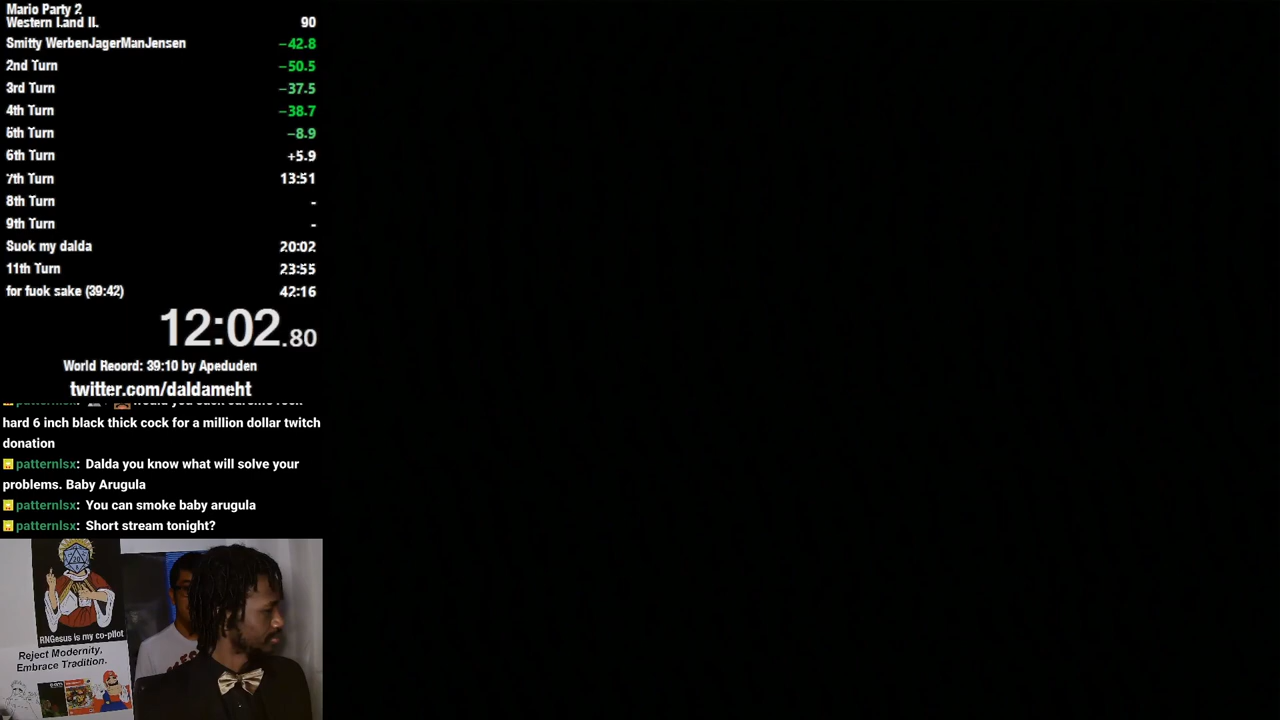 Mario Party 2
Western Land II.
90
Smitty WerbenJagerManJensen −42.8
2nd Turn −50.5
3rd Turn −37.5
4th Turn −38.7
5th Turn −8.9
6th Turn +5.9
7th Turn 13:51
8th Turn -
9th Turn -
Suok my dalda 20:02
11th Turn 23:55
for fuok sake (39:42) 42:16
12:02.80
World Reoord: 39:10 by Apeduden
twitter.com/daldameht
hard 6 inch black thick cock for a million dollar twitch
donation
patternlsx: Dalda you know what will solve your
problems. Baby Arugula
patternlsx: You can smoke baby arugula
patternlsx: Short stream tonight?
RNGesus is my co-pilot
Reject Modernity,
Embrace Tradition.